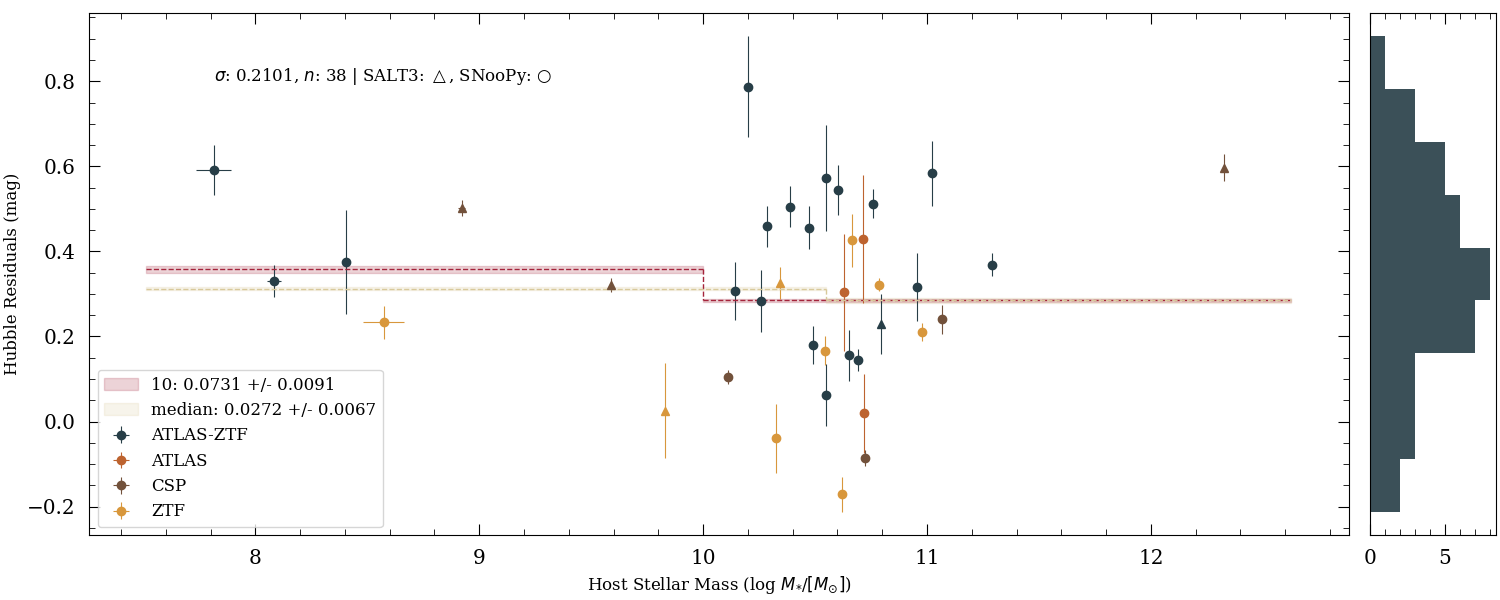 σ: 0.2101, n: 38 | SALT3: △, SNooPy: ○
Hubble Residuals (mag)
0.8
0.6
0.4
0.2
0.0
−0.2
10: 0.0731 +/- 0.0091
median: 0.0272 +/- 0.0067
ATLAS-ZTF
ATLAS
CSP
ZTF
8 9 10 11 12
0 5
Host Stellar Mass (log M*/[M⊙])